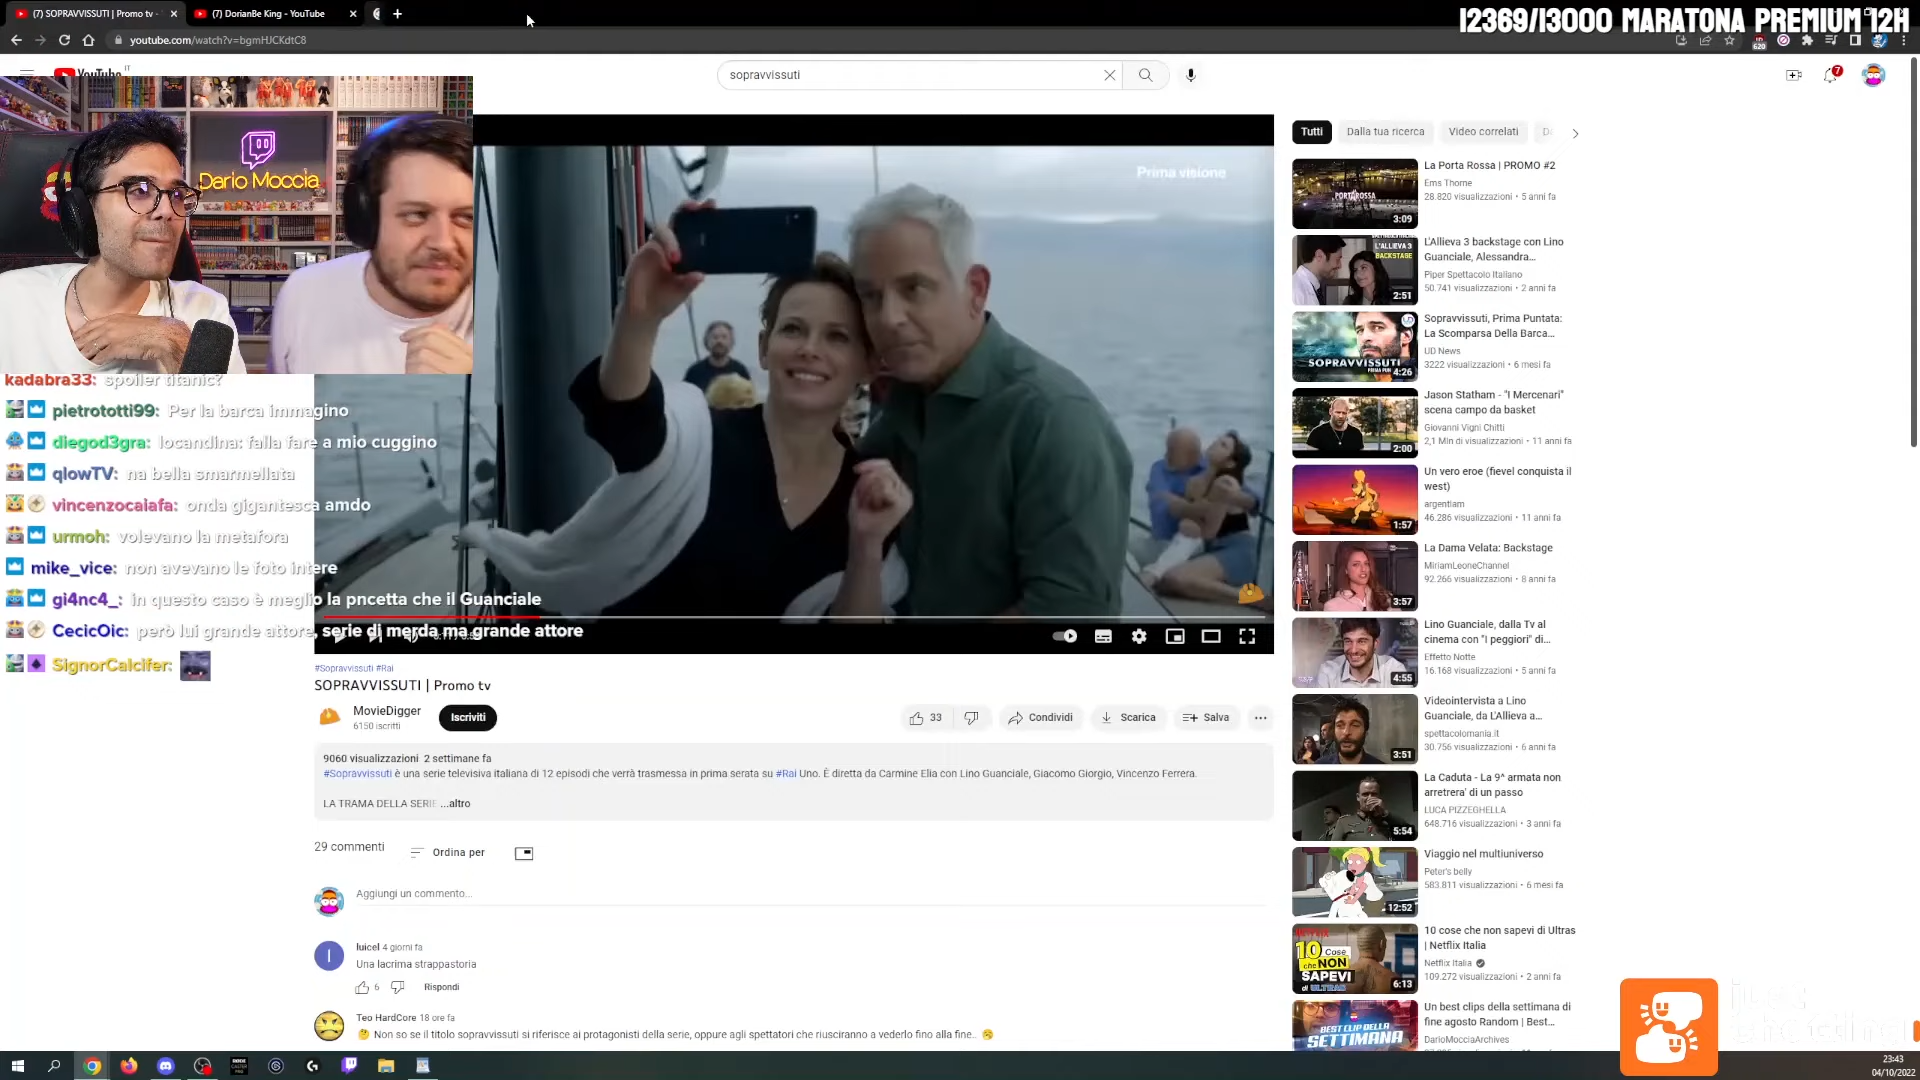 (7) SOPRAVVISSUTI | Promo tv -
(7) DorianBe King - YouTube
12369/13000 MARATONA PREMIUM 12H
youtube.com/watch?v=bgmHJCKdtC8
620
IT
sopravvissuti
7
Dario Moccia
Prima visione
kadabra33: spoiler titanic?
pietrototti99: Per la barca immagino
diegod3gra: locandina: falla fare a mio cuggino
qlowTV: na bella smarmellata
vincenzocaiafa: onda gigantesca amdo
urmoh: volevano la metafora
mike_vice: non avevano le foto intere
gi4nc4_: in questo caso è meglio la pncetta che il Guanciale
CecicOic: però lui grande attore, serie di merda ma grande attore
SignorCalcifer:
#Sopravvissuti #Rai
SOPRAVVISSUTI | Promo tv
MovieDigger
6150 iscritti
Iscriviti
33
Condividi
Scarica
Salva
9060 visualizzazioni 2 settimane fa
#Sopravvissuti è una serie televisiva italiana di 12 episodi che verrà trasmessa in prima serata su #Rai Uno. È diretta da Carmine Elia con Lino Guanciale, Giacomo Giorgio, Vincenzo Ferrera.
LA TRAMA DELLA SERIE ...altro
29 commenti
Ordina per
Aggiungi un commento...
luicel 4 giorni fa
Una lacrima strappastoria
6
Rispondi
Teo HardCore 18 ore fa
🤔 Non so se il titolo sopravvissuti si riferisce ai protagonisti della serie, oppure agli spettatori che riusciranno a vederlo fino alla fine..
Tutti
Dalla tua ricerca
Video correlati
La Porta Rossa | PROMO #2
Ems Thorne
28.820 visualizzazioni • 5 anni fa
PORTAROSSA
3:09
L'Allieva 3 backstage con Lino
Guanciale, Alessandra...
Piper Spettacolo Italiano
50.741 visualizzazioni • 2 anni fa
L'ALLIEVA 3
BACKSTAGE
2:51
Sopravvissuti, Prima Puntata:
La Scomparsa Della Barca...
UD News
3222 visualizzazioni • 6 mesi fa
SOPRAVVISSUTI
4:26
Jason Statham - "I Mercenari"
scena campo da basket
Giovanni Vigni Chitti
2,1 Mln di visualizzazioni • 11 anni fa
2:00
Un vero eroe (fievel conquista il
west)
argentiam
46.286 visualizzazioni • 11 anni fa
1:57
La Dama Velata: Backstage
MiriamLeoneChannel
92.266 visualizzazioni • 8 anni fa
3:57
Lino Guanciale, dalla Tv al
cinema con "I peggiori" di...
Effetto Notte
16.168 visualizzazioni • 5 anni fa
4:55
Videointervista a Lino
Guanciale, da L'Allieva a...
spettacolomania.it
30.756 visualizzazioni • 6 anni fa
3:51
La Caduta - La 9^ armata non
arretrera' di un passo
LUCA PIZZEGHELLA
648.716 visualizzazioni • 3 anni fa
5:54
Viaggio nel multiuniverso
Peter's belly
583.811 visualizzazioni • 6 mesi fa
12:52
10 cose che non sapevi di Ultras
| Netflix Italia
Netflix Italia
109.272 visualizzazioni • 2 anni fa
NETFLIX
10 Cose
che NON
SAPEVI
di ULTRAS
6:13
Un best clips della settimana di
fine agosto Random | Best...
DarioMocciaArchives
BEST CLIP DELLA
SETTIMANA
23:43
04/10/2022